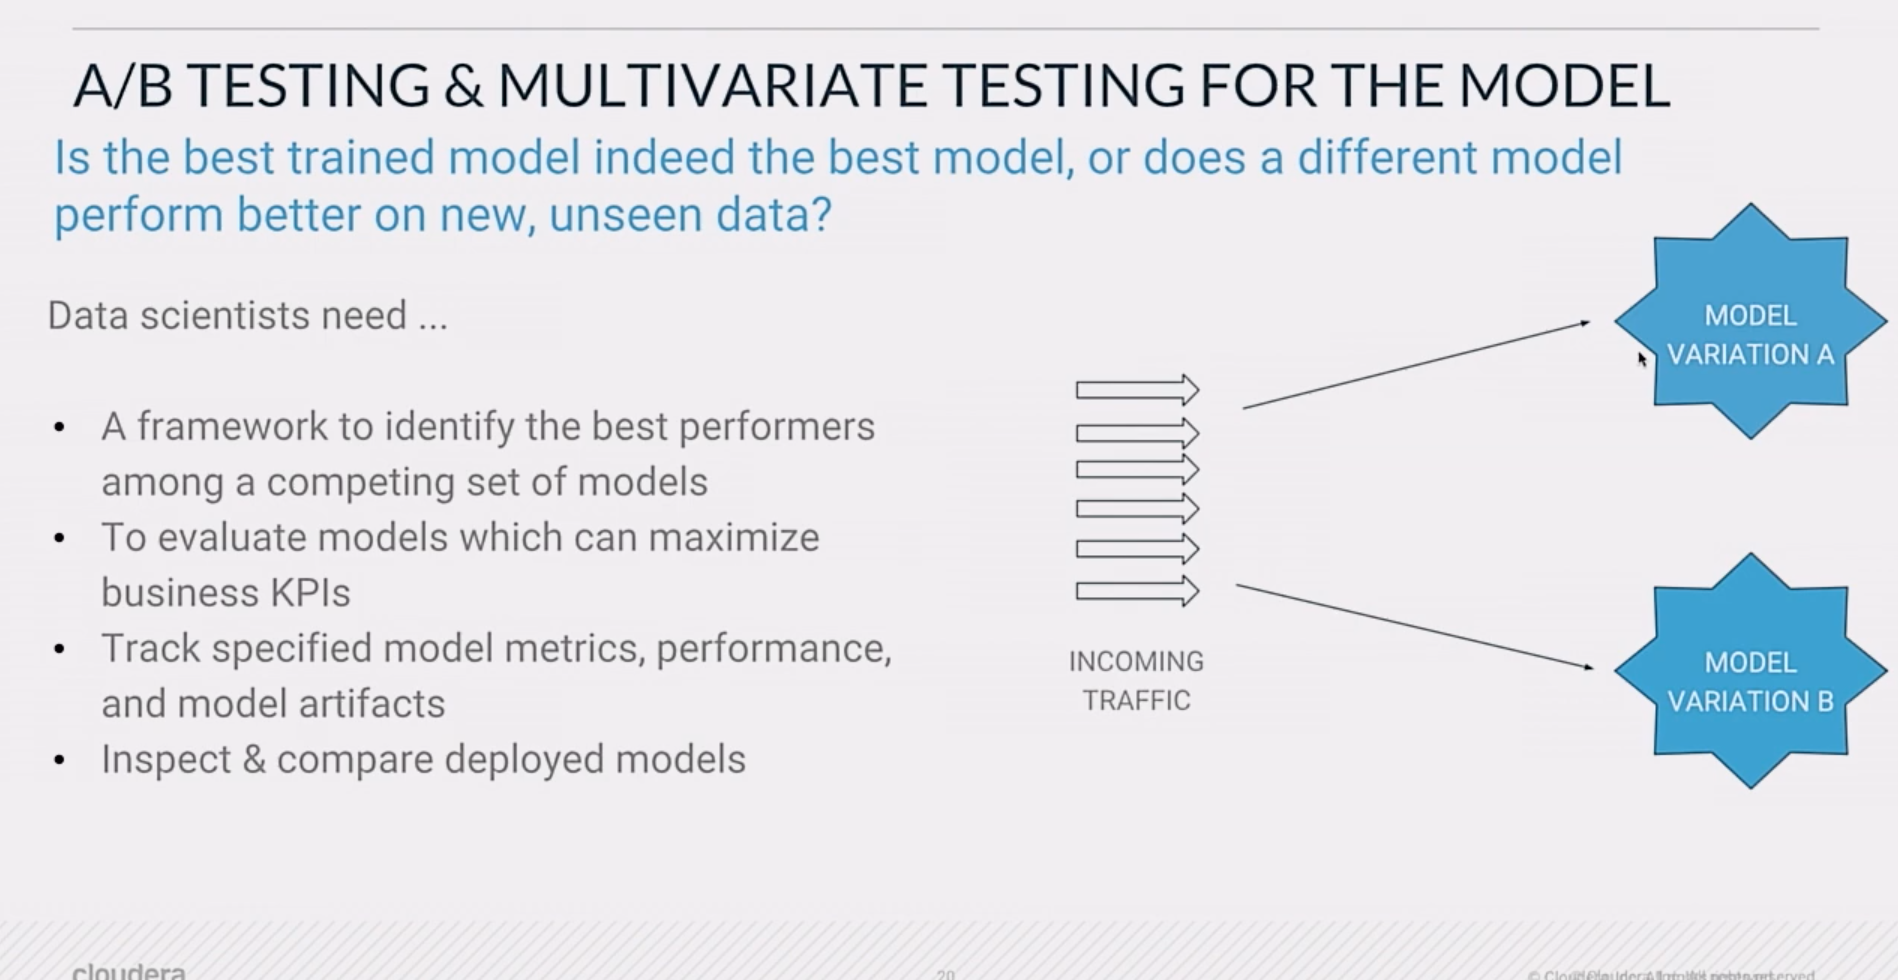 A/B TESTING & MULTIVARIATE TESTING FOR THE MODEL
Is the best trained model indeed the best model, or does a different model
perform better on new, unseen data?
Data scientists need ...
• A framework to identify the best performers
among a competing set of models
• To evaluate models which can maximize
business KPIs
• Track specified model metrics, performance,
and model artifacts
• Inspect & compare deployed models
INCOMING
TRAFFIC
MODEL
VARIATION A
MODEL
VARIATION B
cloudera
20
©